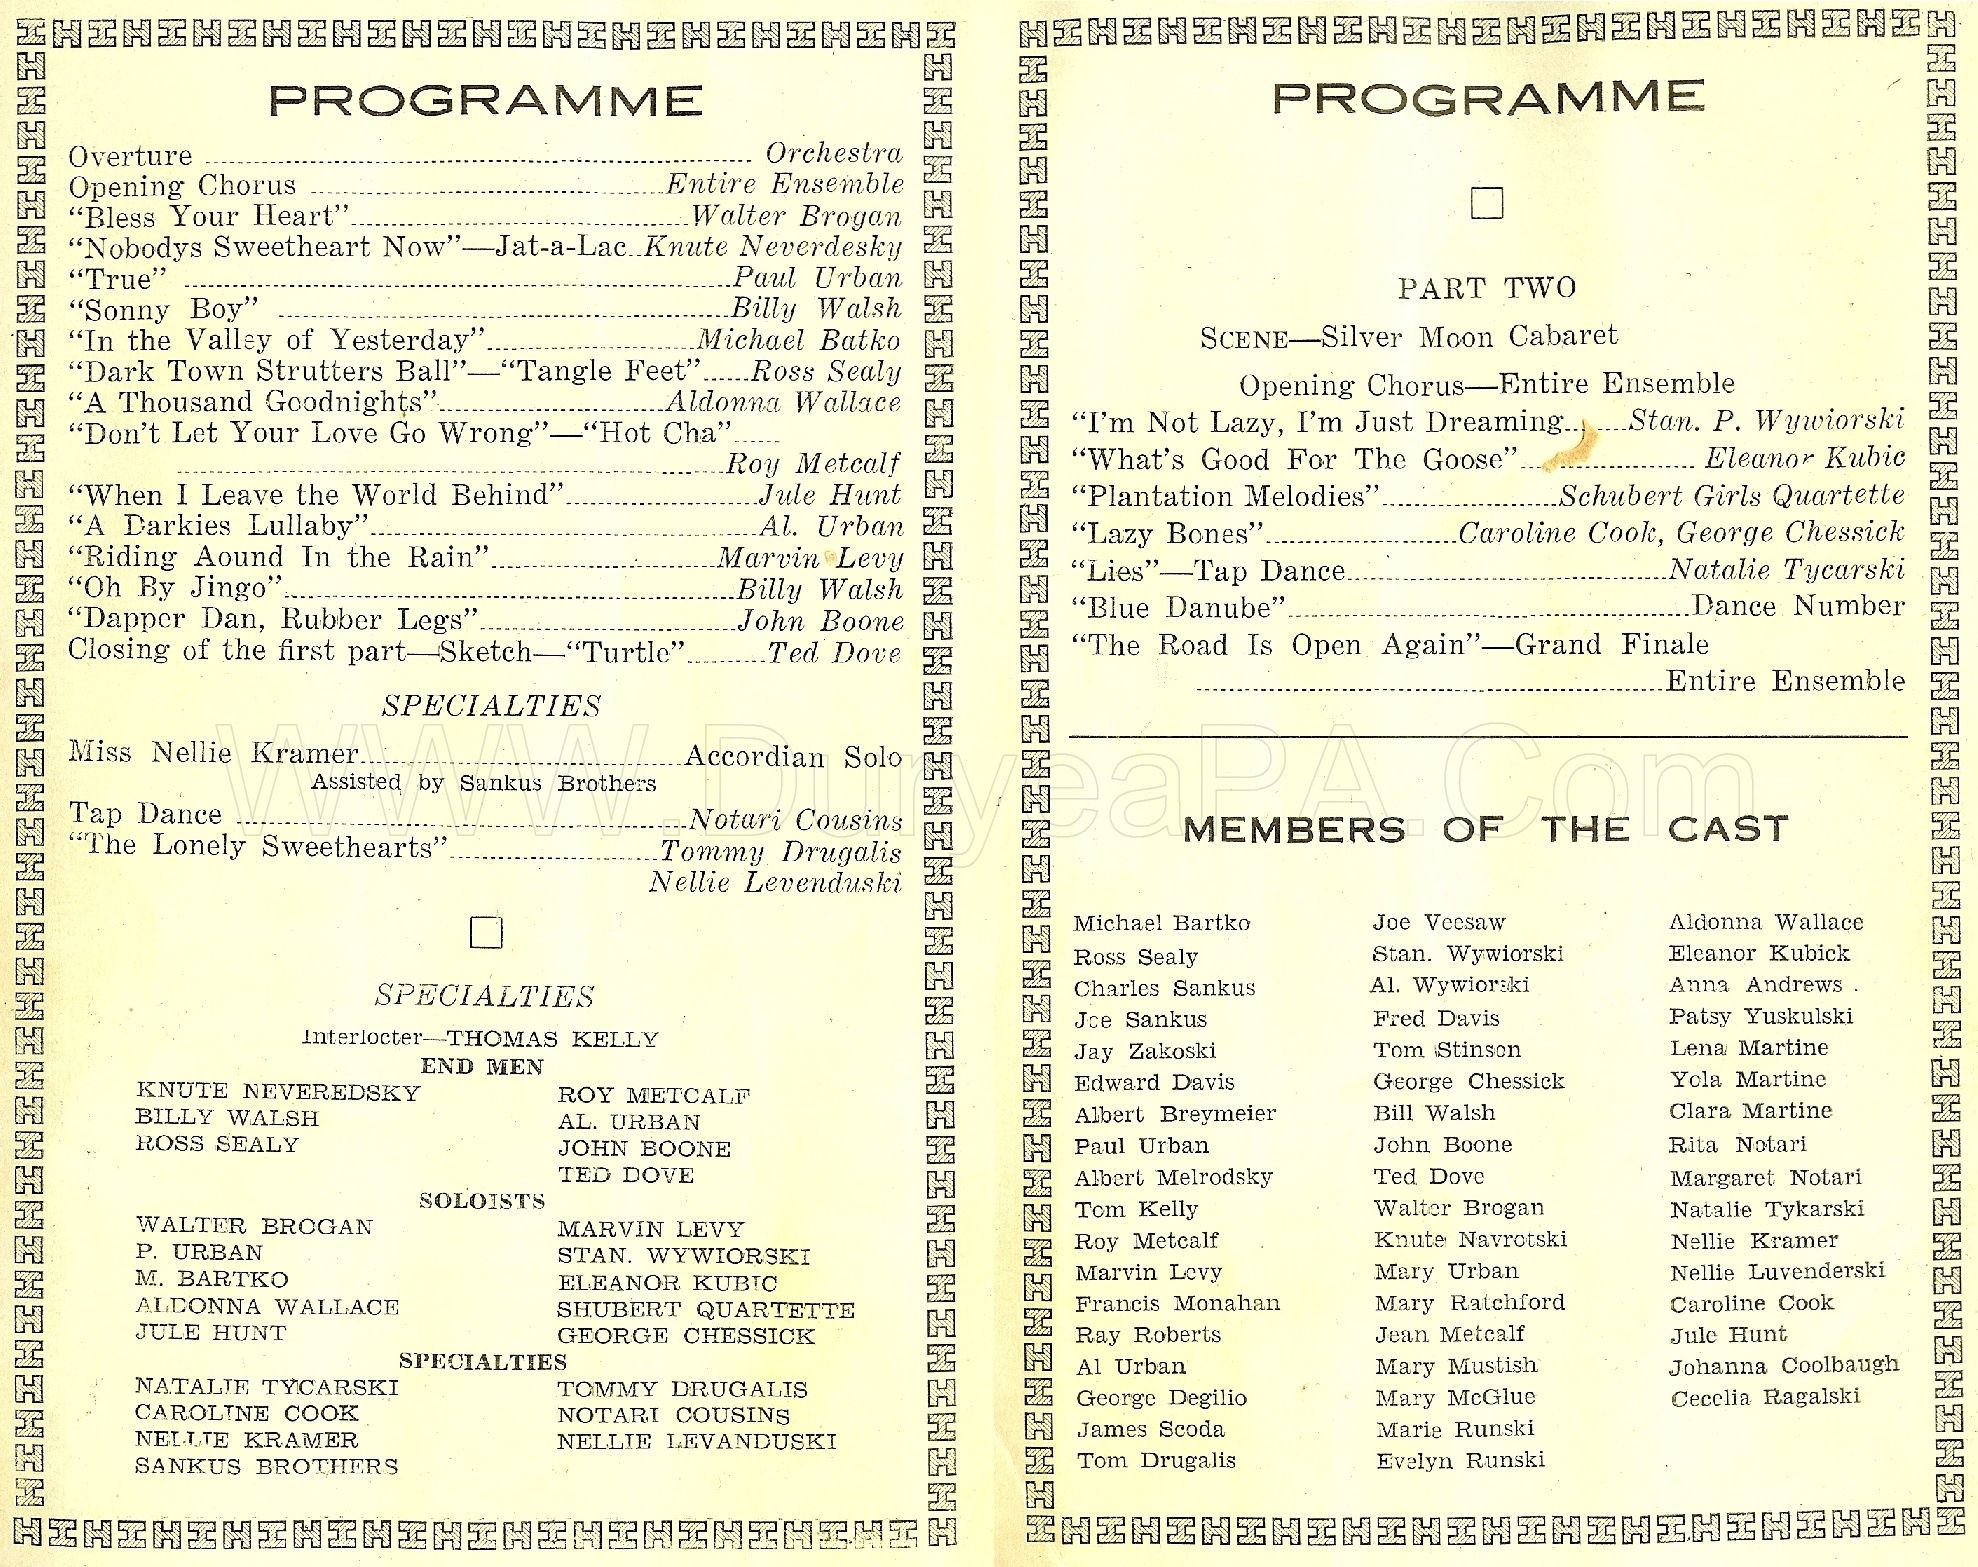 PROGRAMME
Overture Orchestra
Opening Chorus Entire Ensemble
“Bless Your Heart” Walter Brogan
“Nobodys Sweetheart Now”—Jat-a-Lac Knute Neverdesky
“True” Paul Urban
“Sonny Boy” Billy Walsh
“In the Valley of Yesterday” Michael Batko
“Dark Town Strutters Ball”—“Tangle Feet” Ross Sealy
“A Thousand Goodnights” Aldonna Wallace
“Don't Let Your Love Go Wrong”—“Hot Cha”
Roy Metcalf
“When I Leave the World Behind” Jule Hunt
“A Darkies Lullaby” Al. Urban
“Riding Aound In the Rain” Marvin Levy
“Oh By Jingo” Billy Walsh
“Dapper Dan, Rubber Legs” John Boone
Closing of the first part—Sketch—“Turtle” Ted Dove
SPECIALTIES
Miss Nellie Kramer Accordian Solo
Assisted by Sankus Brothers
Tap Dance Notari Cousins
“The Lonely Sweethearts” Tommy Drugalis
Nellie Levenduski
SPECIALTIES
Interlocter—THOMAS KELLY
END MEN
KNUTE NEVEREDSKY ROY METCALF
BILLY WALSH AL. URBAN
ROSS SEALY JOHN BOONE
TED DOVE
SOLOISTS
WALTER BROGAN MARVIN LEVY
P. URBAN STAN. WYWIORSKI
M. BARTKO ELEANOR KUBIC
ALDONNA WALLACE SHUBERT QUARTETTE
JULE HUNT GEORGE CHESSICK
SPECIALTIES
NATALIE TYCARSKI TOMMY DRUGALIS
CAROLINE COOK NOTARI COUSINS
NELLIE KRAMER NELLIE LEVANDUSKI
SANKUS BROTHERS
PROGRAMME
PART TWO
SCENE—Silver Moon Cabaret
Opening Chorus—Entire Ensemble
“I'm Not Lazy, I'm Just Dreaming Stan. P. Wywiorski
“What's Good For The Goose” Eleanor Kubic
“Plantation Melodies” Schubert Girls Quartette
“Lazy Bones” Caroline Cook, George Chessick
“Lies”—Tap Dance Natalie Tycarski
“Blue Danube” Dance Number
“The Road Is Open Again”—Grand Finale
Entire Ensemble
MEMBERS OF THE CAST
Michael Bartko Joe Veesaw Aldonna Wallace
Ross Sealy Stan. Wywiorski Eleanor Kubick
Charles Sankus Al. Wywiorski Anna Andrews
Joe Sankus Fred Davis Patsy Yuskulski
Jay Zakoski Tom Stinson Lena Martine
Edward Davis George Chessick Yola Martine
Albert Breymeier Bill Walsh Clara Martine
Paul Urban John Boone Rita Notari
Albert Melrodsky Ted Dove Margaret Notari
Tom Kelly Walter Brogan Natalie Tykarski
Roy Metcalf Knute Navrotski Nellie Kramer
Marvin Levy Mary Urban Nellie Luvenderski
Francis Monahan Mary Ratchford Caroline Cook
Ray Roberts Jean Metcalf Jule Hunt
Al Urban Mary Mustish Johanna Coolbaugh
George Degilio Mary McGlue Cecelia Ragalski
James Scoda Marie Runski
Tom Drugalis Evelyn Runski
WWW.DuryeaPA.Com